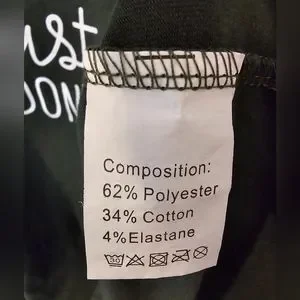 Composition:
62% Polyester
34% Cotton
4% Elastane